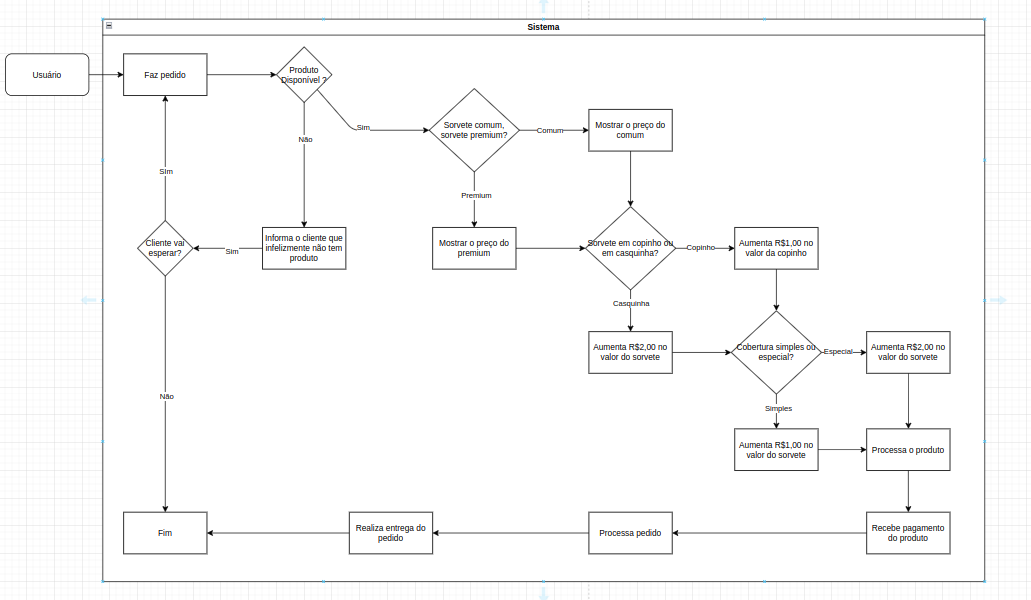 Sistema
Usuário
Faz pedido
Produto
Disponível ?
Sim
Não
Sorvete comum,
sorvete premium?
Comum
Mostrar o preço do
comum
Premium
SIm
Cliente vai
esperar?
Sim
Informa o cliente que
infelizmente não tem
produto
Mostrar o preço do
premium
Sorvete em copinho ou
em casquinha?
Copinho
Aumenta R$1,00 no
valor da copinho
Casquinha
Aumenta R$2,00 no
valor do sorvete
Cobertura simples ou
especial?
Especial
Aumenta R$2,00 no
valor do sorvete
Não
Simples
Aumenta R$1,00 no
valor do sorvete
Processa o produto
Fim
Realiza entrega do
pedido
Processa pedido
Recebe pagamento
do produto